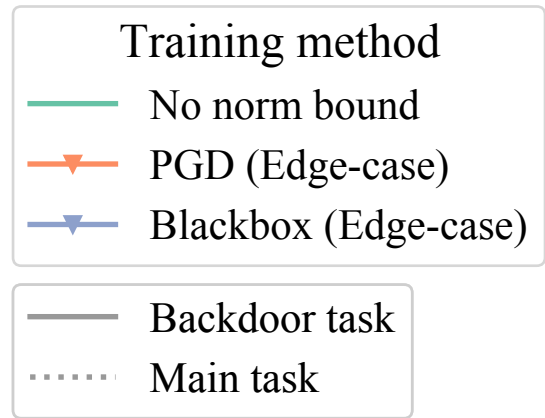 Training method
No norm bound
PGD (Edge-case)
Blackbox (Edge-case)
Backdoor task
Main task